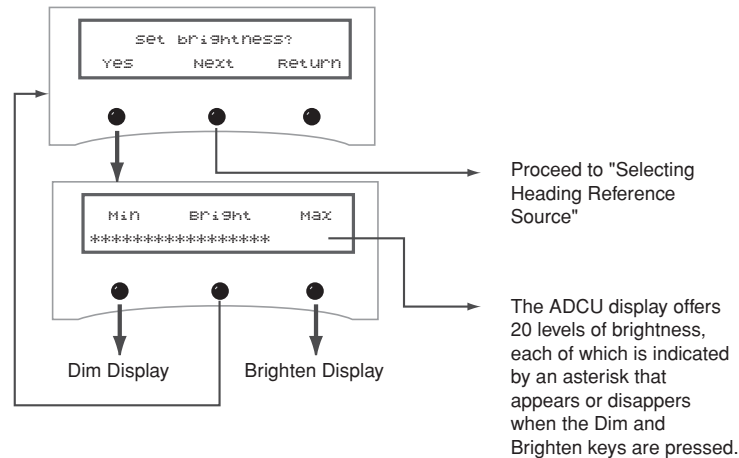 Set brightness?
Yes Next Return
Proceed to "Selecting
Heading Reference
Source"
Min Bright Max
*****************
The ADCU display offers
20 levels of brightness,
each of which is indicated
by an asterisk that
appears or disappers
when the Dim and
Brighten keys are pressed.
Dim Display Brighten Display